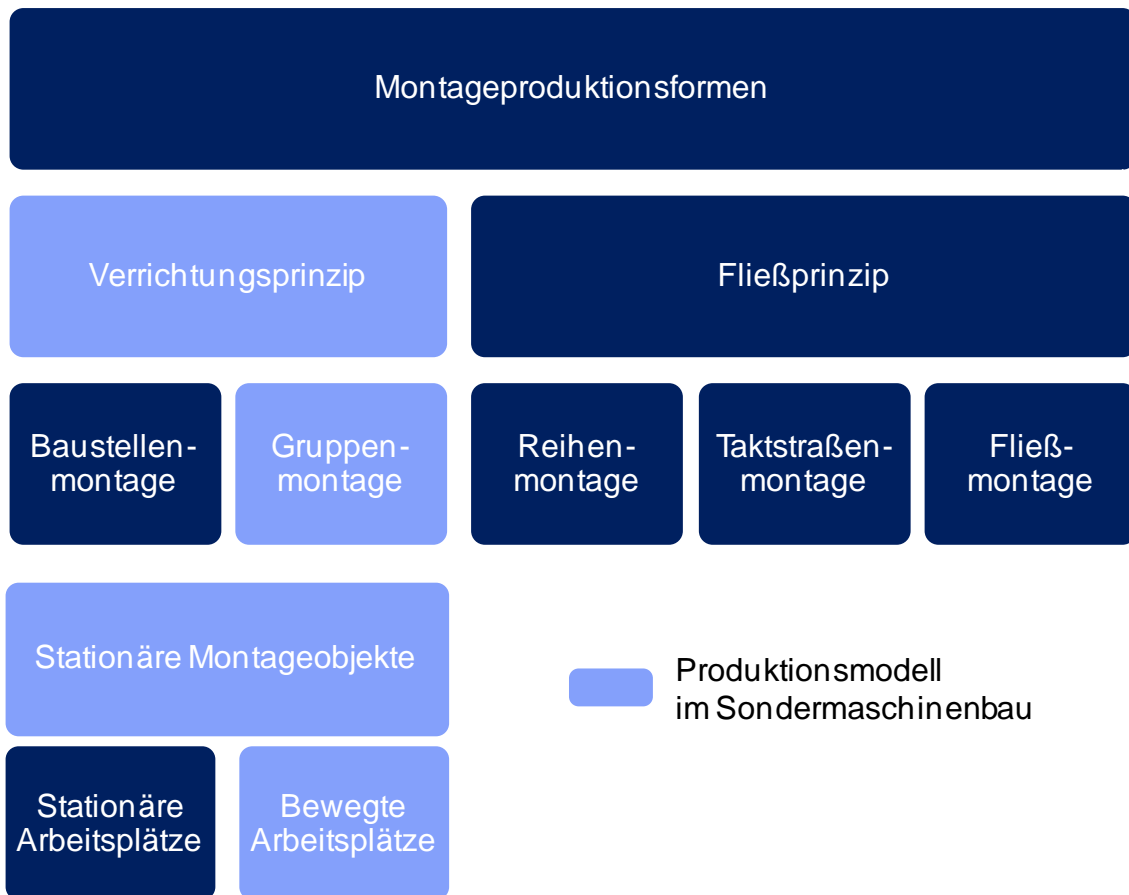 Montageproduktionsformen
Verrichtungsprinzip
Fließprinzip
Baustellen-
montage
Gruppen-
montage
Reihen-
montage
Taktstraßen-
montage
Fließ-
montage
Stationäre Montageobjekte
Produktionsmodell
im Sondermaschinenbau
Stationäre
Arbeitsplätze
Bewegte
Arbeitsplätze